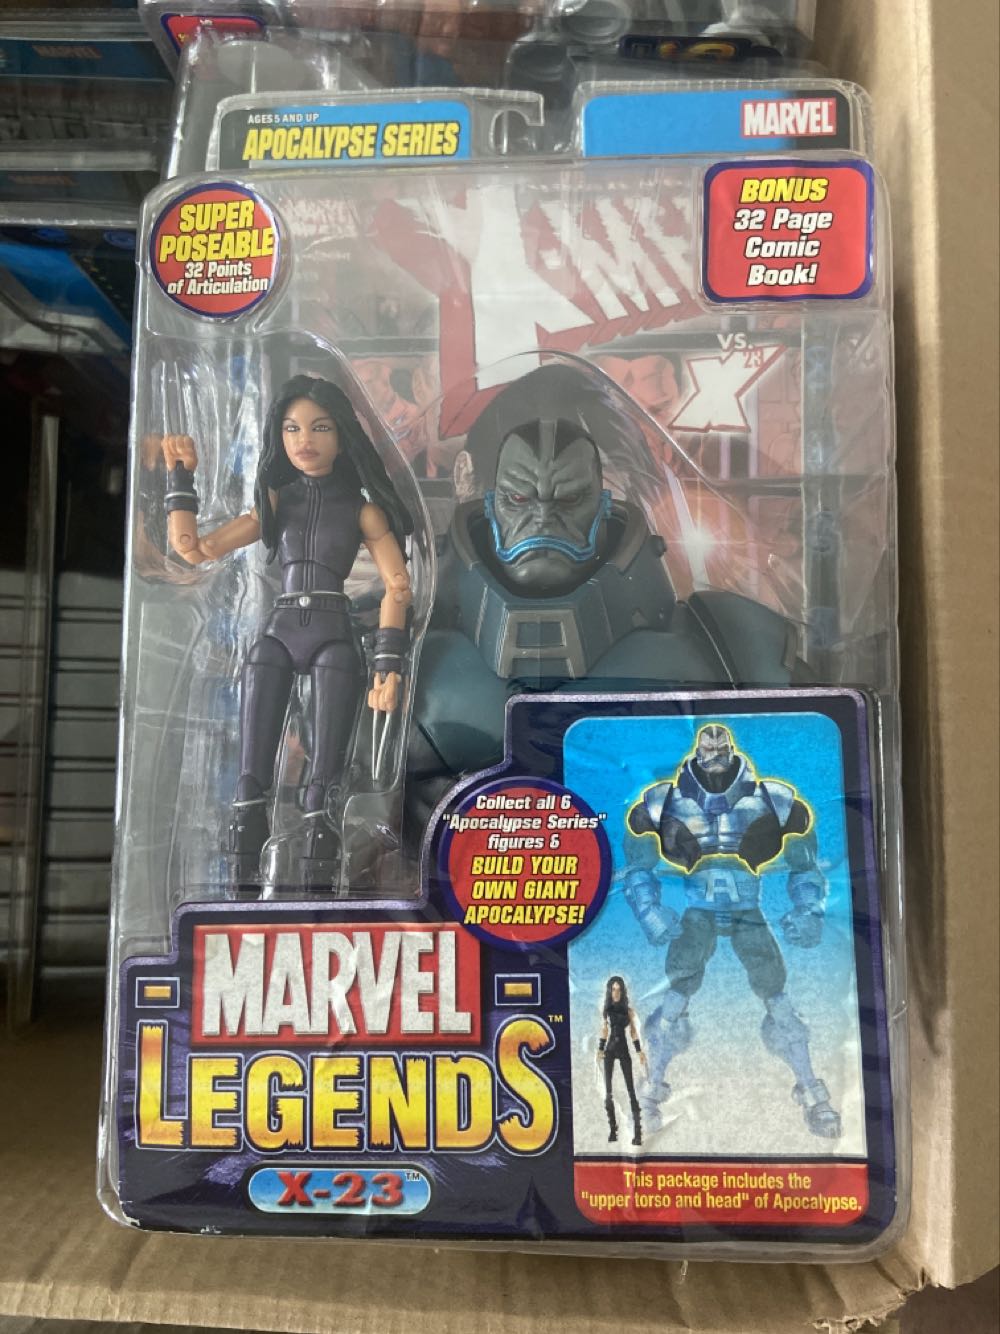 AGES 5 AND UP
APOCALYPSE SERIES
MARVEL
SUPER
POSEABLE
32 Points
of Articulation
BONUS
32 Page
Comic
Book!
VS.
X
23
A
Collect all 6
"Apocalypse Series"
figures &
BUILD YOUR
OWN GIANT
APOCALYPSE!
A
MARVEL
LEGENDS™
X-23™
This package includes the
"upper torso and head" of Apocalypse.